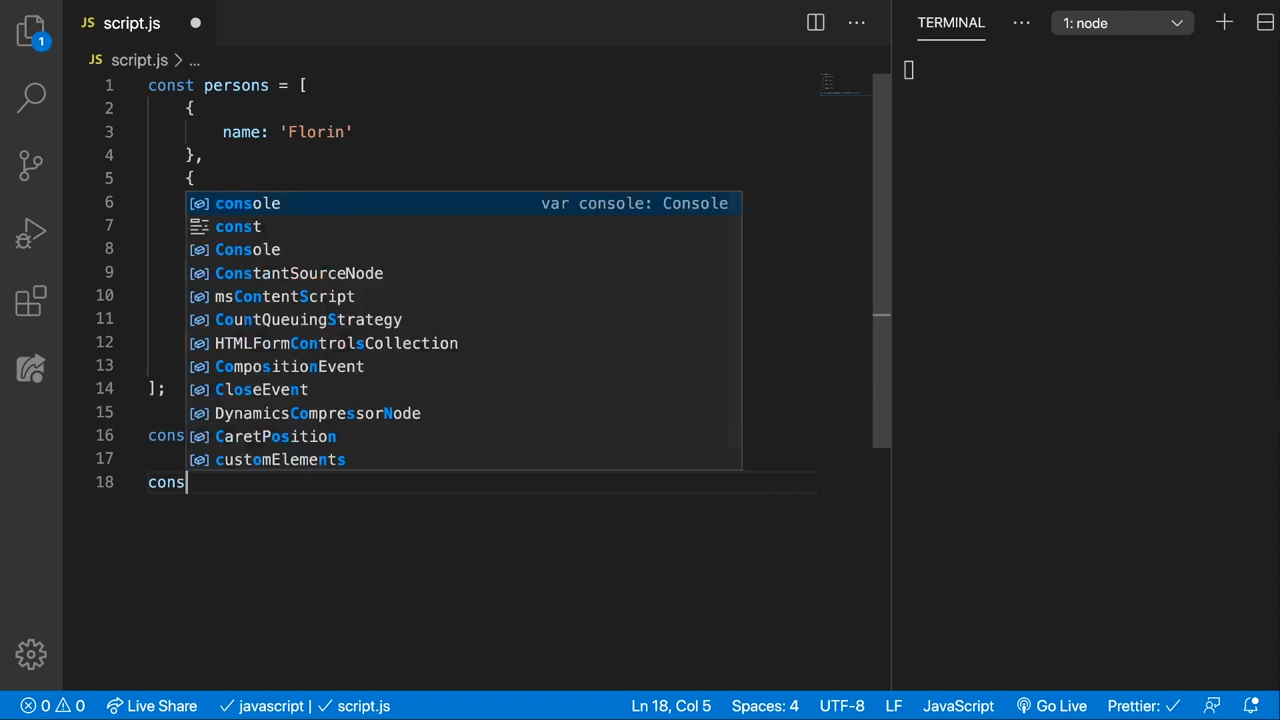 JS script.js
TERMINAL
1: node
1
JS script.js > ...
1 const persons = [
2 {
3 name: 'Florin'
4 },
5 {
6
7
8
9
10
11
12
13
14 ];
15
16 cons
17
18 cons
console var console: Console
const
Console
ConstantSourceNode
msContentScript
CountQueuingStrategy
HTMLFormControlsCollection
CompositionEvent
CloseEvent
DynamicsCompressorNode
CaretPosition
customElements
0 0 Live Share javascript | script.js Ln 18, Col 5 Spaces: 4 UTF-8 LF JavaScript Go Live Prettier: